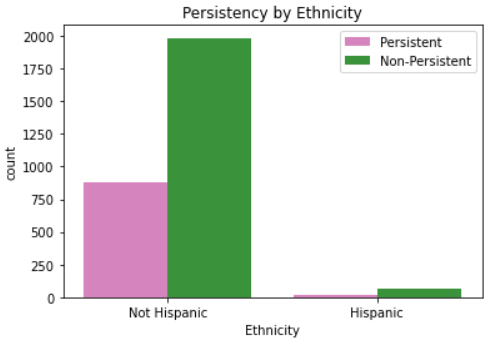 Persistency by Ethnicity
Persistent
Non-Persistent
2000
1750
1500
1250
1000
750
500
250
0
count
Not Hispanic
Hispanic
Ethnicity